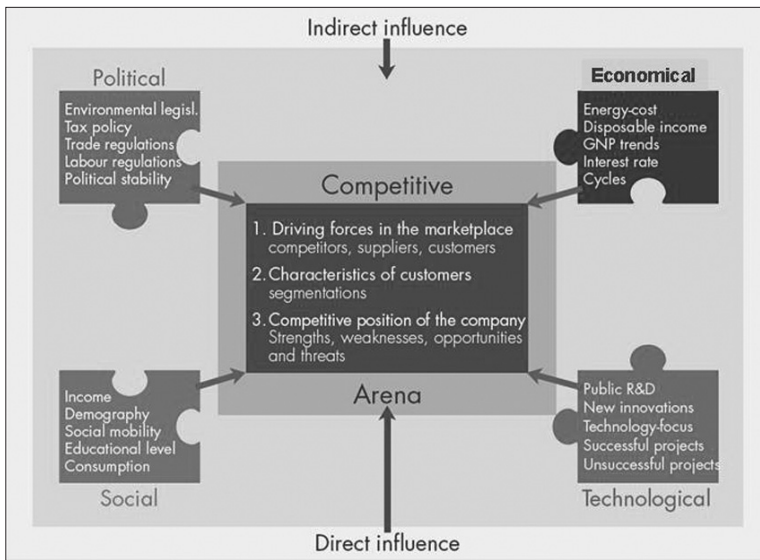 Indirect influence
Political
Environmental legisl.
Tax policy
Trade regulations
Labour regulations
Political stability
Economical
Energy-cost
Disposable income
GNP trends
Interest rate
Cycles
Competitive
1. Driving forces in the marketplace
competitors, suppliers, customers
2. Characteristics of customers
segmentations
3. Competitive position of the company
Strengths, weaknesses, opportunities
and threats
Arena
Income
Demography
Social mobility
Educational level
Consumption
Social
Public R&D
New innovations
Technology-focus
Successful projects
Unsuccessful projects
Technological
Direct influence